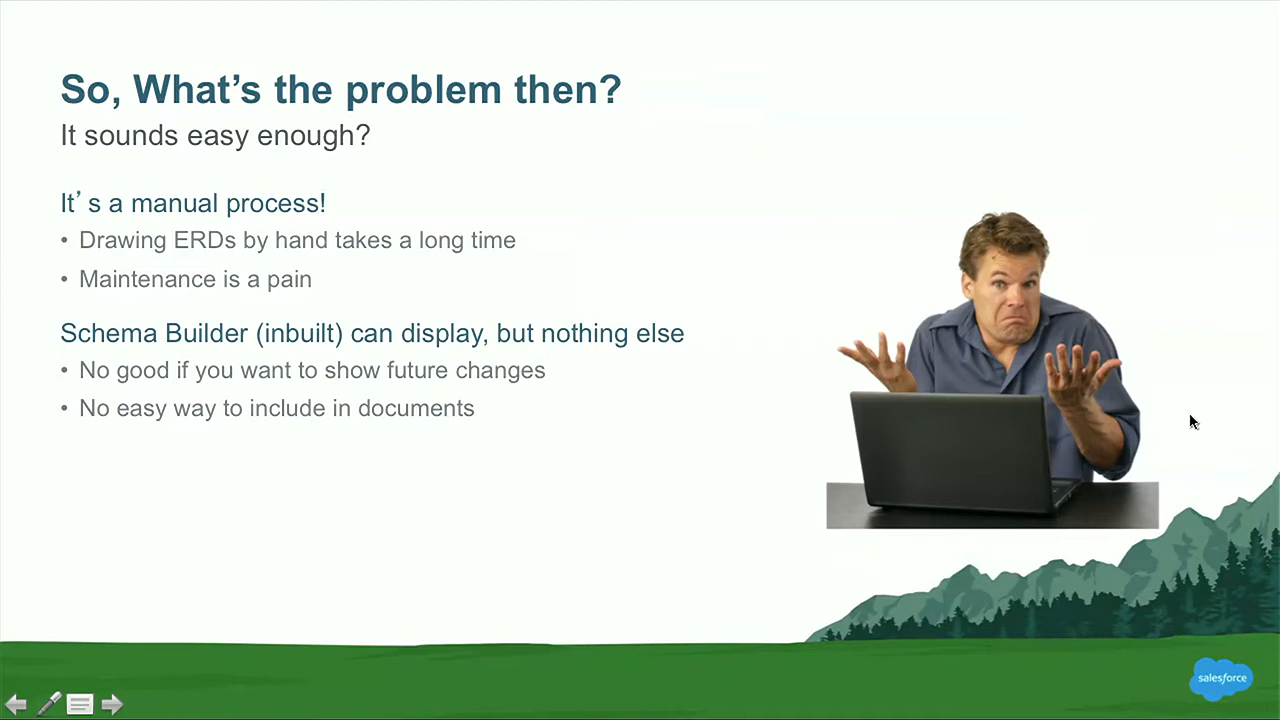 So, What’s the problem then?
It sounds easy enough?
It’s a manual process!
• Drawing ERDs by hand takes a long time
• Maintenance is a pain
Schema Builder (inbuilt) can display, but nothing else
• No good if you want to show future changes
• No easy way to include in documents
salesforce